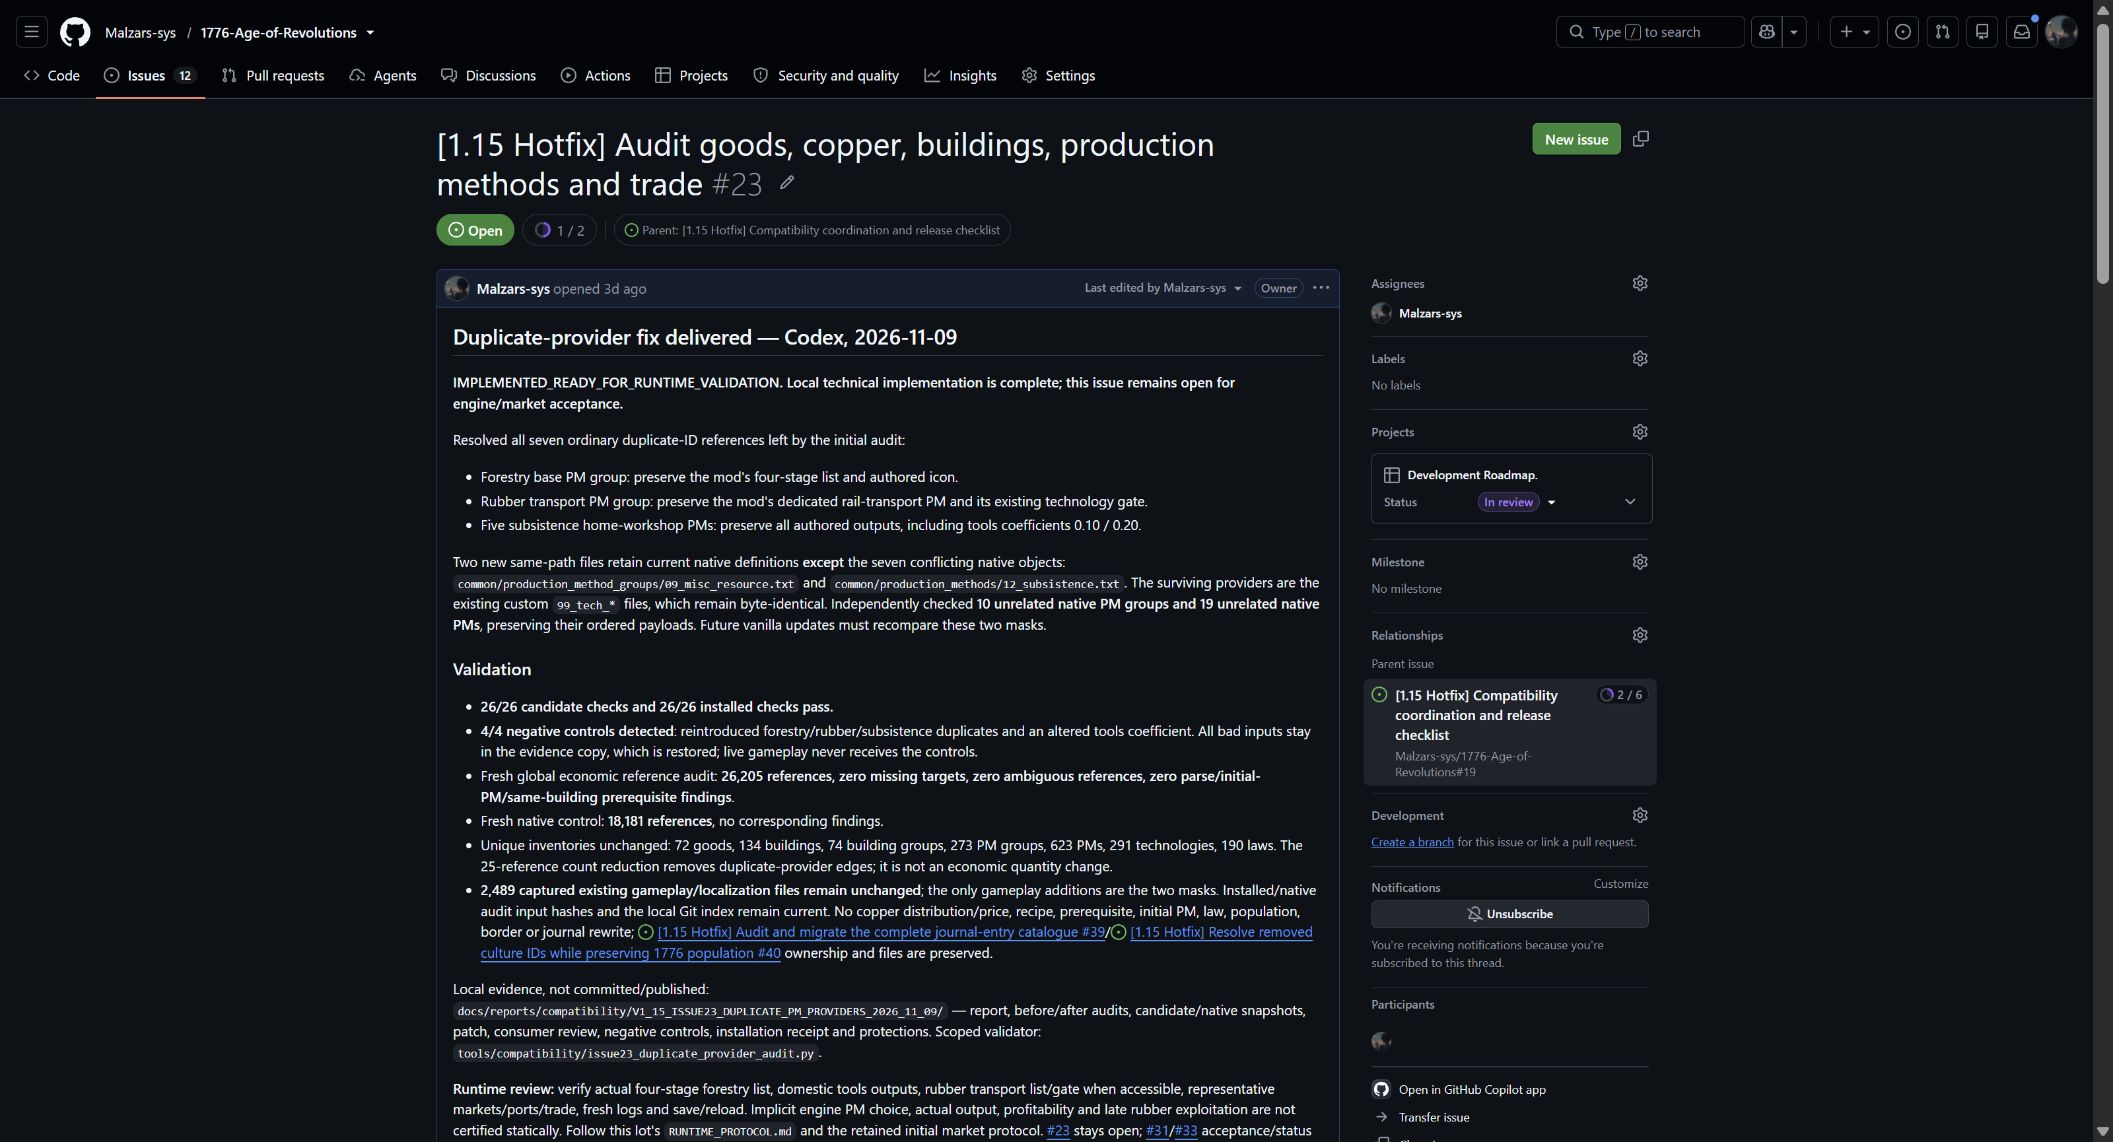 Malzars-sys / 1776-Age-of-Revolutions
Type / to search
Code
Issues 12
Pull requests
Agents
Discussions
Actions
Projects
Security and quality
Insights
Settings
[1.15 Hotfix] Audit goods, copper, buildings, production
methods and trade #23
New issue
Open
1 / 2
Parent: [1.15 Hotfix] Compatibility coordination and release checklist
Malzars-sys opened 3d ago
Last edited by Malzars-sys
Owner
Duplicate-provider fix delivered — Codex, 2026-11-09
IMPLEMENTED_READY_FOR_RUNTIME_VALIDATION. Local technical implementation is complete; this issue remains open for
engine/market acceptance.
Resolved all seven ordinary duplicate-ID references left by the initial audit:
• Forestry base PM group: preserve the mod's four-stage list and authored icon.
• Rubber transport PM group: preserve the mod's dedicated rail-transport PM and its existing technology gate.
• Five subsistence home-workshop PMs: preserve all authored outputs, including tools coefficients 0.10 / 0.20.
Two new same-path files retain current native definitions except the seven conflicting native objects:
common/production_method_groups/09_misc_resource.txt and common/production_methods/12_subsistence.txt. The surviving providers are the
existing custom 99_tech_* files, which remain byte-identical. Independently checked 10 unrelated native PM groups and 19 unrelated native
PMs, preserving their ordered payloads. Future vanilla updates must recompare these two masks.
Validation
• 26/26 candidate checks and 26/26 installed checks pass.
• 4/4 negative controls detected: reintroduced forestry/rubber/subsistence duplicates and an altered tools coefficient. All bad inputs stay
in the evidence copy, which is restored; live gameplay never receives the controls.
• Fresh global economic reference audit: 26,205 references, zero missing targets, zero ambiguous references, zero parse/initial-
PM/same-building prerequisite findings.
• Fresh native control: 18,181 references, no corresponding findings.
• Unique inventories unchanged: 72 goods, 134 buildings, 74 building groups, 273 PM groups, 623 PMs, 291 technologies, 190 laws. The
25-reference count reduction removes duplicate-provider edges; it is not an economic quantity change.
• 2,489 captured existing gameplay/localization files remain unchanged; the only gameplay additions are the two masks. Installed/native
audit input hashes and the local Git index remain current. No copper distribution/price, recipe, prerequisite, initial PM, law, population,
border or journal rewrite; [1.15 Hotfix] Audit and migrate the complete journal-entry catalogue #39/ [1.15 Hotfix] Resolve removed
culture IDs while preserving 1776 population #40 ownership and files are preserved.
Local evidence, not committed/published:
docs/reports/compatibility/V1_15_ISSUE23_DUPLICATE_PM_PROVIDERS_2026_11_09/ — report, before/after audits, candidate/native snapshots,
patch, consumer review, negative controls, installation receipt and protections. Scoped validator:
tools/compatibility/issue23_duplicate_provider_audit.py.
Runtime review: verify actual four-stage forestry list, domestic tools outputs, rubber transport list/gate when accessible, representative
markets/ports/trade, fresh logs and save/reload. Implicit engine PM choice, actual output, profitability and late rubber exploitation are not
certified statically. Follow this lot's RUNTIME_PROTOCOL.md and the retained initial market protocol. #23 stays open; #31/#33 acceptance/status
Assignees
Malzars-sys
Labels
No labels
Projects
Development Roadmap.
Status In review
Milestone
No milestone
Relationships
Parent issue
[1.15 Hotfix] Compatibility 2 / 6
coordination and release
checklist
Malzars-sys/1776-Age-of-
Revolutions#19
Development
Create a branch for this issue or link a pull request.
Notifications Customize
Unsubscribe
You're receiving notifications because you're
subscribed to this thread.
Participants
Open in GitHub Copilot app
Transfer issue